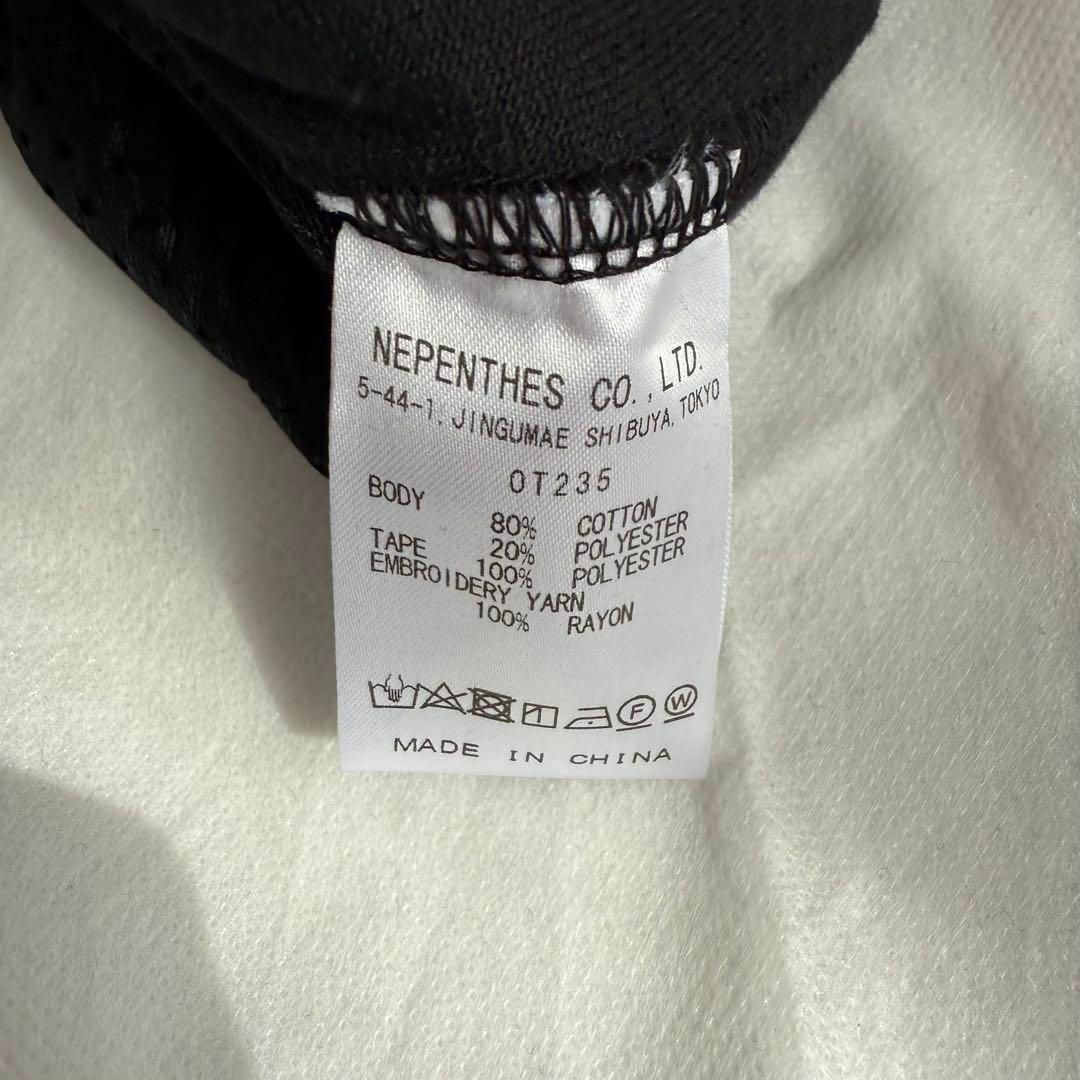 NEPENTHES CO.,LTD.
5-44-1, JINGUMAE SHIBUYA, TOKYO
OT235
BODY
80% COTTON
20% POLYESTER
TAPE
100% POLYESTER
EMBROIDERY YARN
100% RAYON
1 F W
MADE IN CHINA